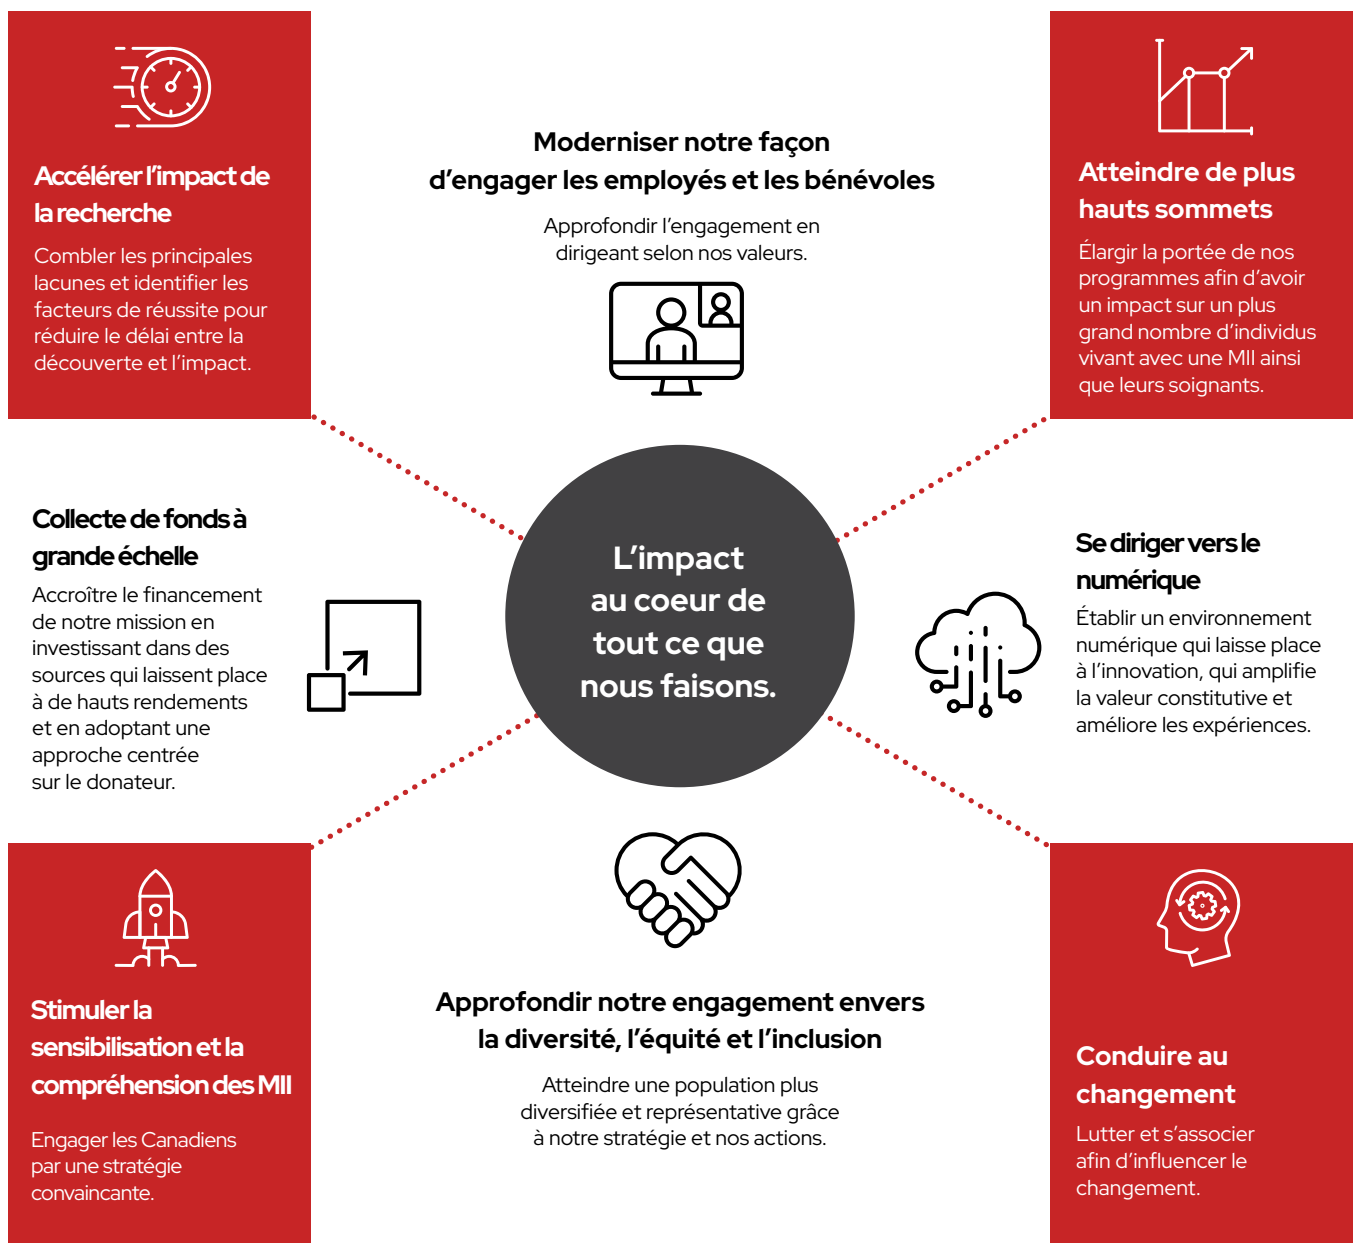 Accélérer l'impact de
la recherche
Combler les principales
lacunes et identifier les
facteurs de réussite pour
réduire le délai entre la
découverte et l'impact.
Moderniser notre façon
d'engager les employés et les bénévoles
Approfondir l'engagement en
dirigeant selon nos valeurs.
Atteindre de plus
hauts sommets
Élargir la portée de nos
programmes afin d'avoir
un impact sur un plus
grand nombre d'individus
vivant avec une MII ainsi
que leurs soignants.
Collecte de fonds à
grande échelle
Accroître le financement
de notre mission en
investissant dans des
sources qui laissent place
à de hauts rendements
et en adoptant une
approche centrée
sur le donateur.
L'impact
au coeur de
tout ce que
nous faisons.
Se diriger vers le
numérique
Établir un environnement
numérique qui laisse place
à l'innovation, qui amplifie
la valeur constitutive et
améliore les expériences.
Stimuler la
sensibilisation et la
compréhension des MII
Engager les Canadiens
par une stratégie
convaincante.
Approfondir notre engagement envers
la diversité, l'équité et l'inclusion
Atteindre une population plus
diversifiée et représentative grâce
à notre stratégie et nos actions.
Conduire au
changement
Lutter et s'associer
afin d'influencer le
changement.